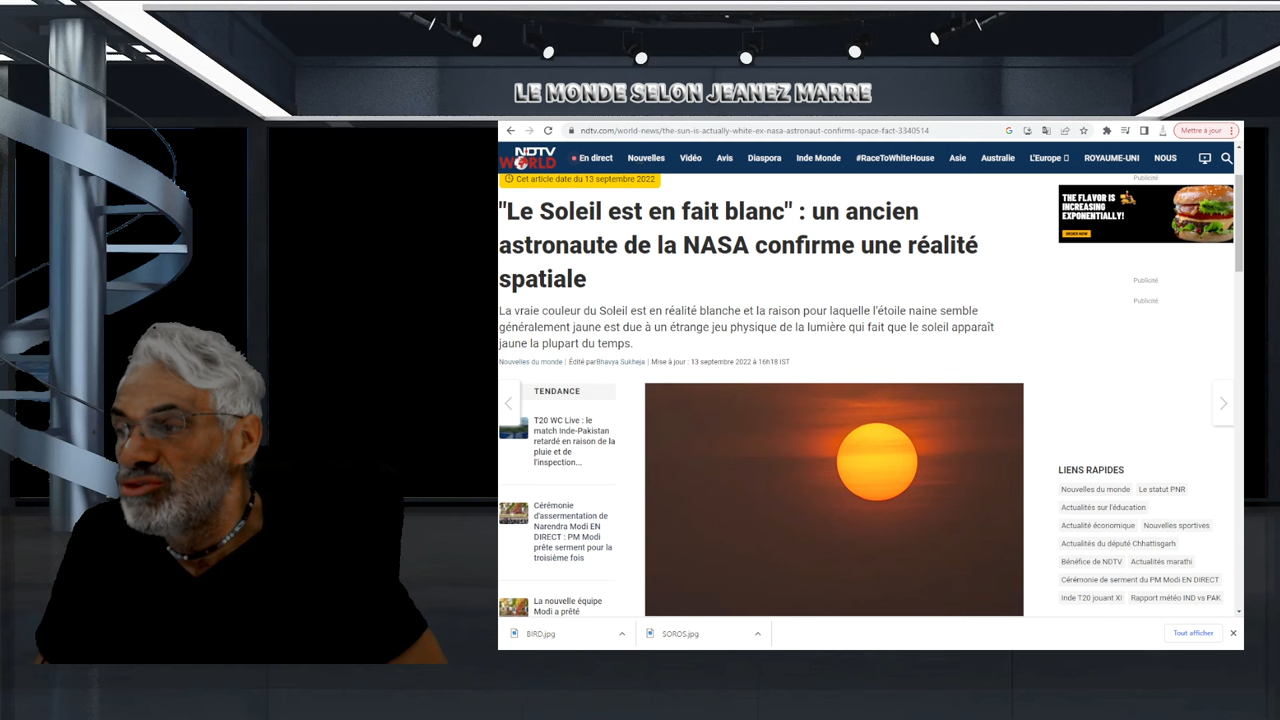 LE MONDE SELON JEANEZ MARRE
ndtv.com/world-news/the-sun-is-actually-white-ex-nasa-astronaut-confirms-space-fact-3340514
Mettre à jour
NDTV
WORLD
En direct
Nouvelles
Vidéo
Avis
Diaspora
Inde Monde
#RaceToWhiteHouse
Asie
Australie
L'Europe
ROYAUME-UNI
NOUS
Cet article date du 13 septembre 2022
"Le Soleil est en fait blanc" : un ancien
astronaute de la NASA confirme une réalité
spatiale
La vraie couleur du Soleil est en réalité blanche et la raison pour laquelle l'étoile naine semble
généralement jaune est due à un étrange jeu physique de la lumière qui fait que le soleil apparaît
jaune la plupart du temps.
Nouvelles du monde | Édité parBhavya Sukheja | Mise à jour : 13 septembre 2022 à 16h18 IST
TENDANCE
T20 WC Live : le
match Inde-Pakistan
retardé en raison de la
pluie et de
l'inspection...
Cérémonie
d'assermentation de
Narendra Modi EN
DIRECT : PM Modi
prête serment pour la
troisième fois
La nouvelle équipe
Modi a prêté
Publicité
THE FLAVOR IS
INCREASING
EXPONENTIALLY!
ORDER NOW
Publicité
Publicité
LIENS RAPIDES
Nouvelles du monde
Le statut PNR
Actualités sur l'éducation
Actualité économique
Nouvelles sportives
Actualités du député Chhattisgarh
Bénéfice de NDTV
Actualités marathi
Cérémonie de serment du PM Modi EN DIRECT
Inde T20 jouant XI
Rapport météo IND vs PAK
BIRD.jpg
SOROS.jpg
Tout afficher